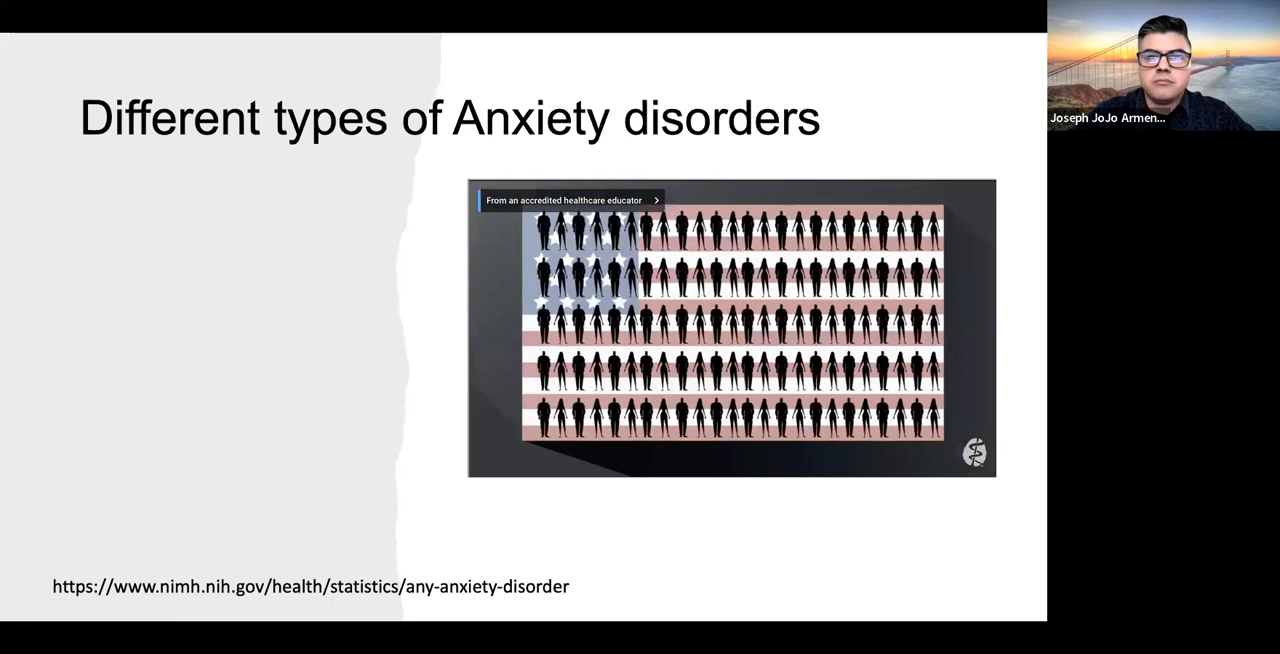 Different types of Anxiety disorders
From an accredited healthcare educator
https://www.nimh.nih.gov/health/statistics/any-anxiety-disorder
Joseph JoJo Armen...